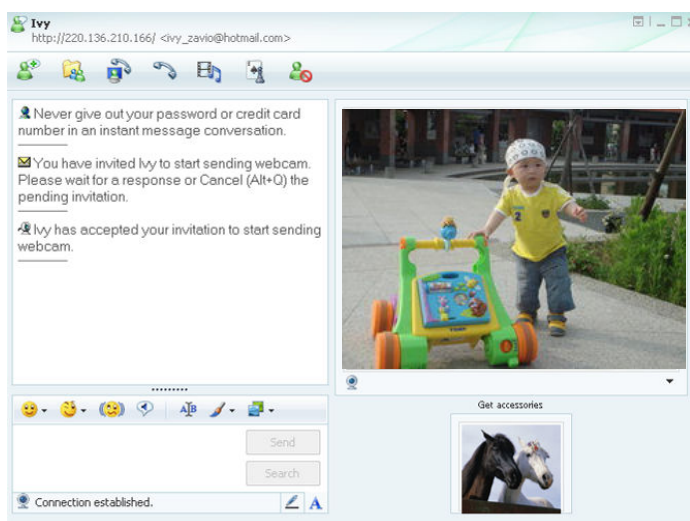 Ivy
http://220.136.210.166/ <ivy_zavio@hotmail.com>
Never give out your password or credit card
number in an instant message conversation.
You have invited Ivy to start sending webcam.
Please wait for a response or Cancel (Alt+Q) the
pending invitation.
Ivy has accepted your invitation to start sending
webcam.
2
Get accessories
AB
Send
Search
Connection established.
A